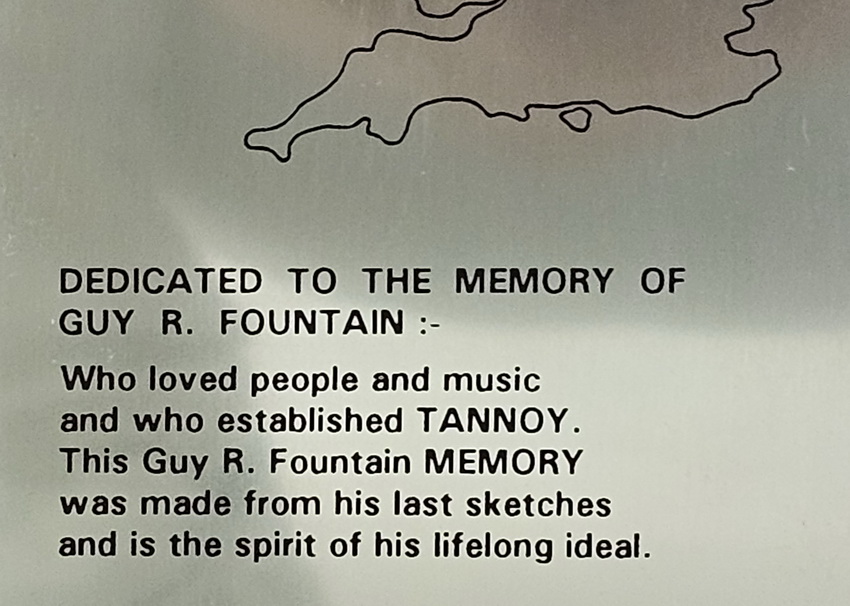 DEDICATED TO THE MEMORY OF
GUY R. FOUNTAIN :-
Who loved people and music
and who established TANNOY.
This Guy R. Fountain MEMORY
was made from his last sketches
and is the spirit of his lifelong ideal.